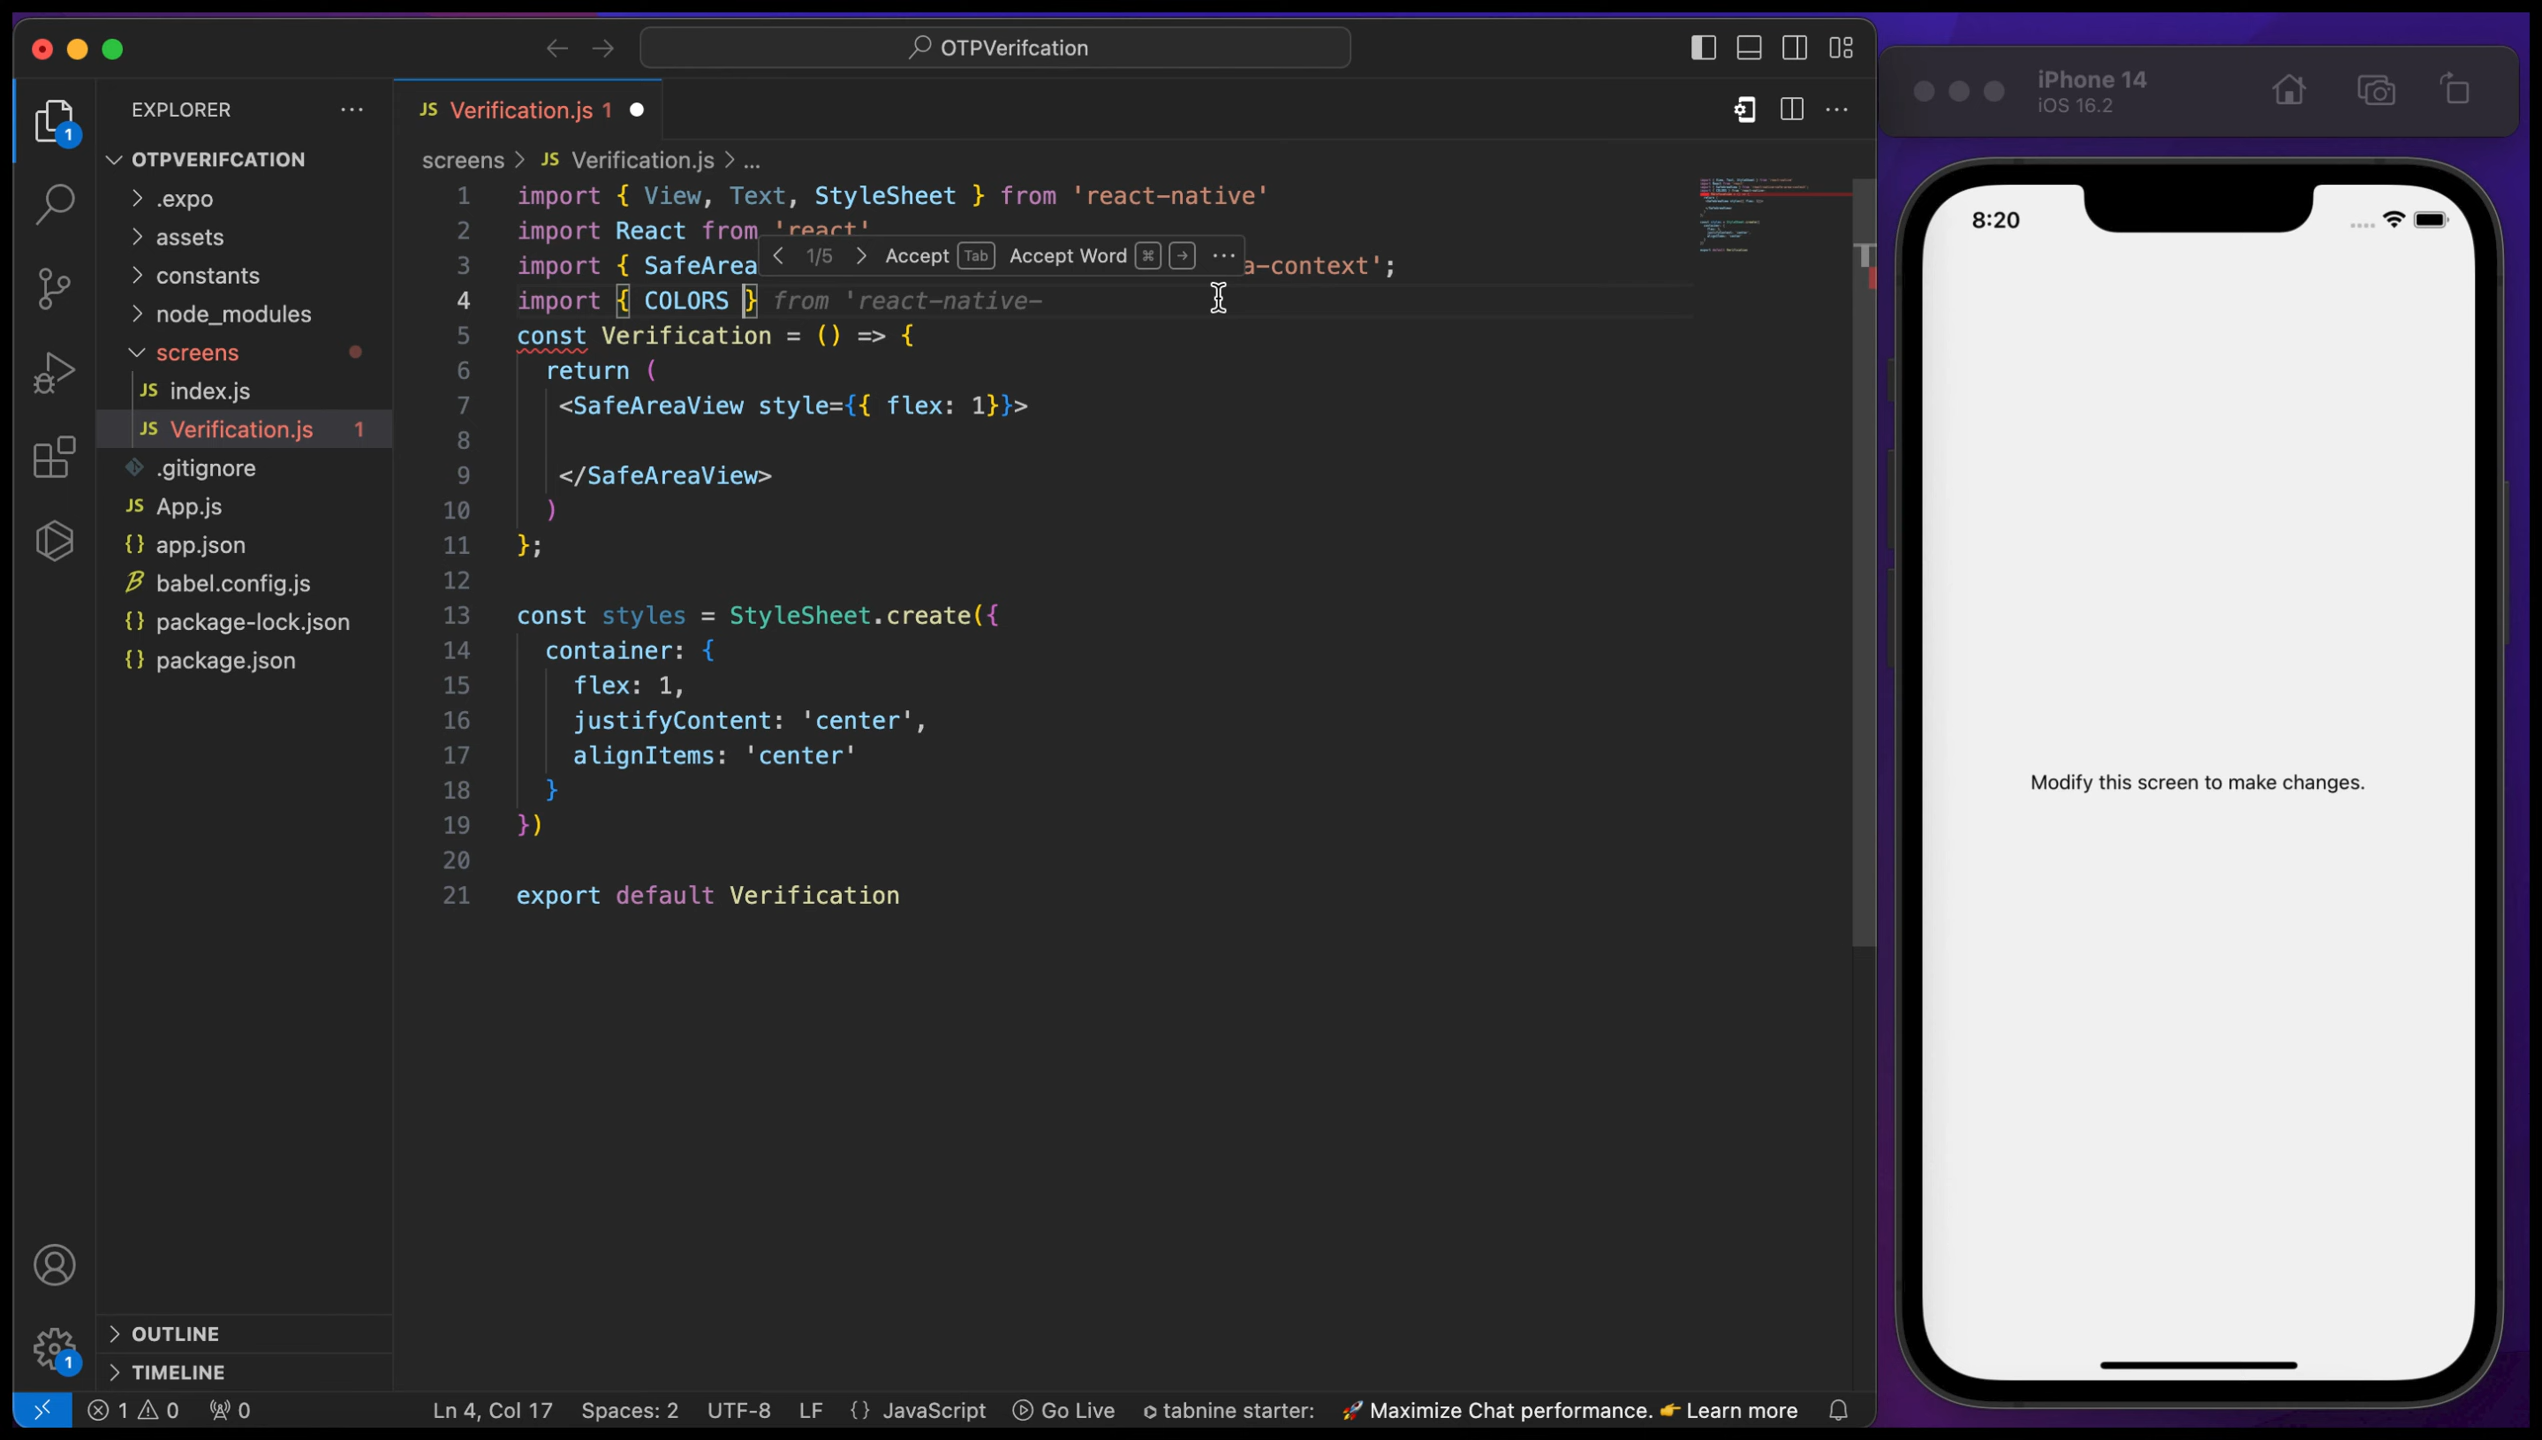 OTPVerifcation
EXPLORER
OTPVERIFCATION
.expo
assets
constants
node_modules
screens
JS index.js
JS Verification.js 1
.gitignore
JS App.js
{} app.json
babel.config.js
{} package-lock.json
{} package.json
OUTLINE
TIMELINE
1
1
JS Verification.js 1
screens > JS Verification.js > ...
1 import { View, Text, StyleSheet } from 'react-native'
2 import React from 'react'
1/5 Accept Tab Accept Word ⌘ → ...
3 import { SafeArea a-context';
4 import { COLORS } from 'react-native-
5 const Verification = () => {
6 return (
7 <SafeAreaView style={{ flex: 1}}>
8
9 </SafeAreaView>
10 )
11 };
12
13 const styles = StyleSheet.create({
14 container: {
15 flex: 1,
16 justifyContent: 'center',
17 alignItems: 'center'
18 }
19 })
20
21 export default Verification
1 0 0
Ln 4, Col 17 Spaces: 2 UTF-8 LF {} JavaScript Go Live tabnine starter: 🚀 Maximize Chat performance. 👉 Learn more
iPhone 14
iOS 16.2
8:20
Modify this screen to make changes.